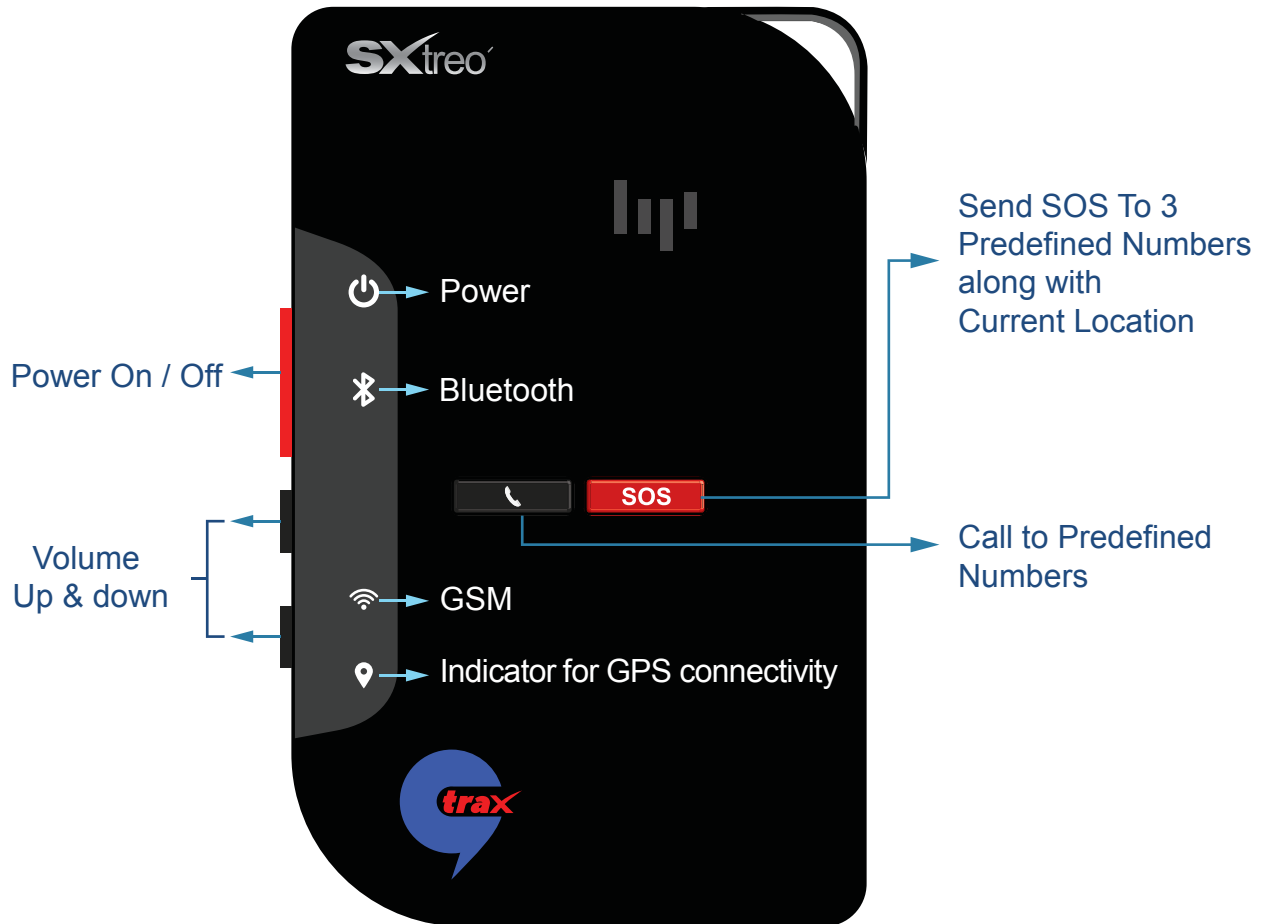 SXtreo
Send SOS To 3
Predefined Numbers
along with
Current Location
Power
Power On / Off
Bluetooth
SOS
Call to Predefined
Numbers
Volume
Up & down
GSM
Indicator for GPS connectivity
trax